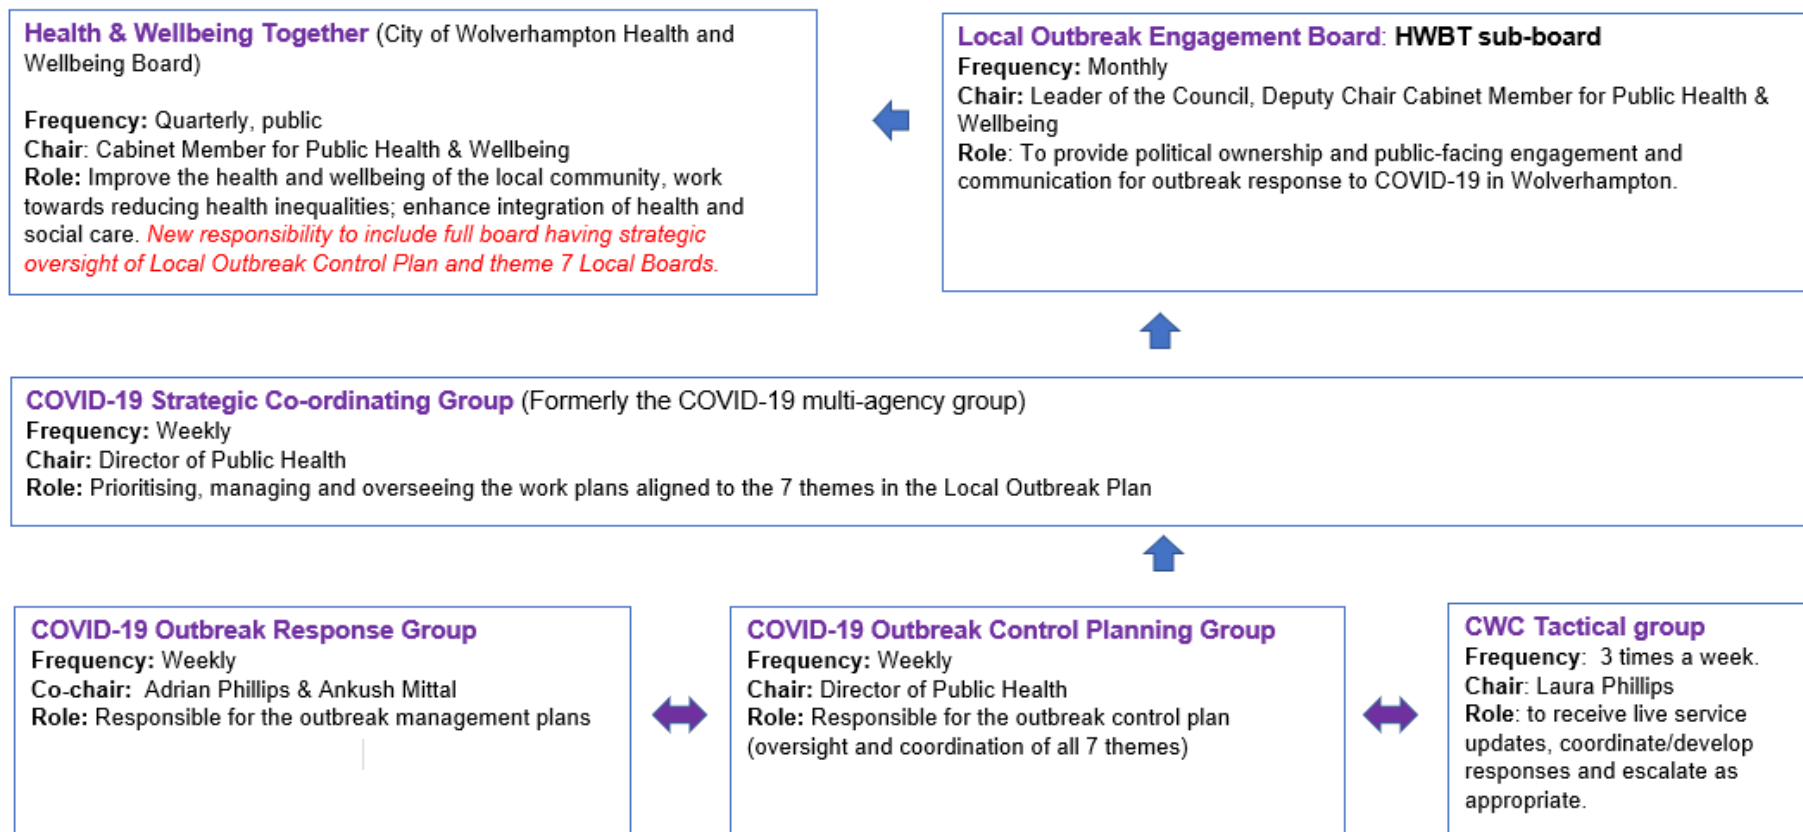 Health & Wellbeing Together (City of Wolverhampton Health and
Wellbeing Board)
Frequency: Quarterly, public
Chair: Cabinet Member for Public Health & Wellbeing
Role: Improve the health and wellbeing of the local community, work
towards reducing health inequalities; enhance integration of health and
social care. New responsibility to include full board having strategic
oversight of Local Outbreak Control Plan and theme 7 Local Boards.
Local Outbreak Engagement Board: HWBT sub-board
Frequency: Monthly
Chair: Leader of the Council, Deputy Chair Cabinet Member for Public Health &
Wellbeing
Role: To provide political ownership and public-facing engagement and
communication for outbreak response to COVID-19 in Wolverhampton.
COVID-19 Strategic Co-ordinating Group (Formerly the COVID-19 multi-agency group)
Frequency: Weekly
Chair: Director of Public Health
Role: Prioritising, managing and overseeing the work plans aligned to the 7 themes in the Local Outbreak Plan
COVID-19 Outbreak Response Group
Frequency: Weekly
Co-chair: Adrian Phillips & Ankush Mittal
Role: Responsible for the outbreak management plans
COVID-19 Outbreak Control Planning Group
Frequency: Weekly
Chair: Director of Public Health
Role: Responsible for the outbreak control plan
(oversight and coordination of all 7 themes)
CWC Tactical group
Frequency: 3 times a week.
Chair: Laura Phillips
Role: to receive live service
updates, coordinate/develop
responses and escalate as
appropriate.